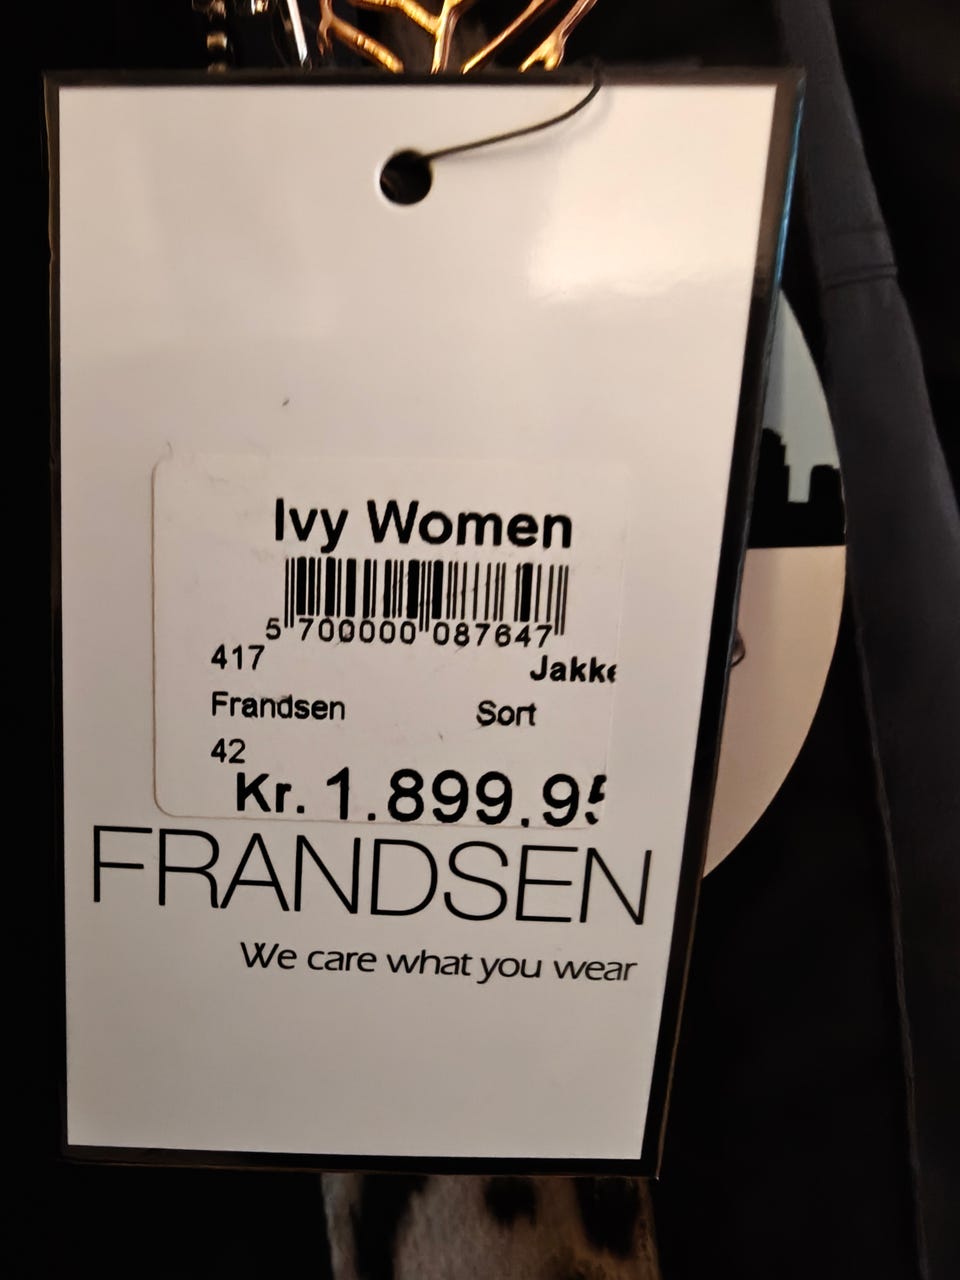 Ivy Women
5 700000 087647
417 Jakke
Frandsen Sort
42
Kr. 1.899.95
FRANDSEN
We care what you wear